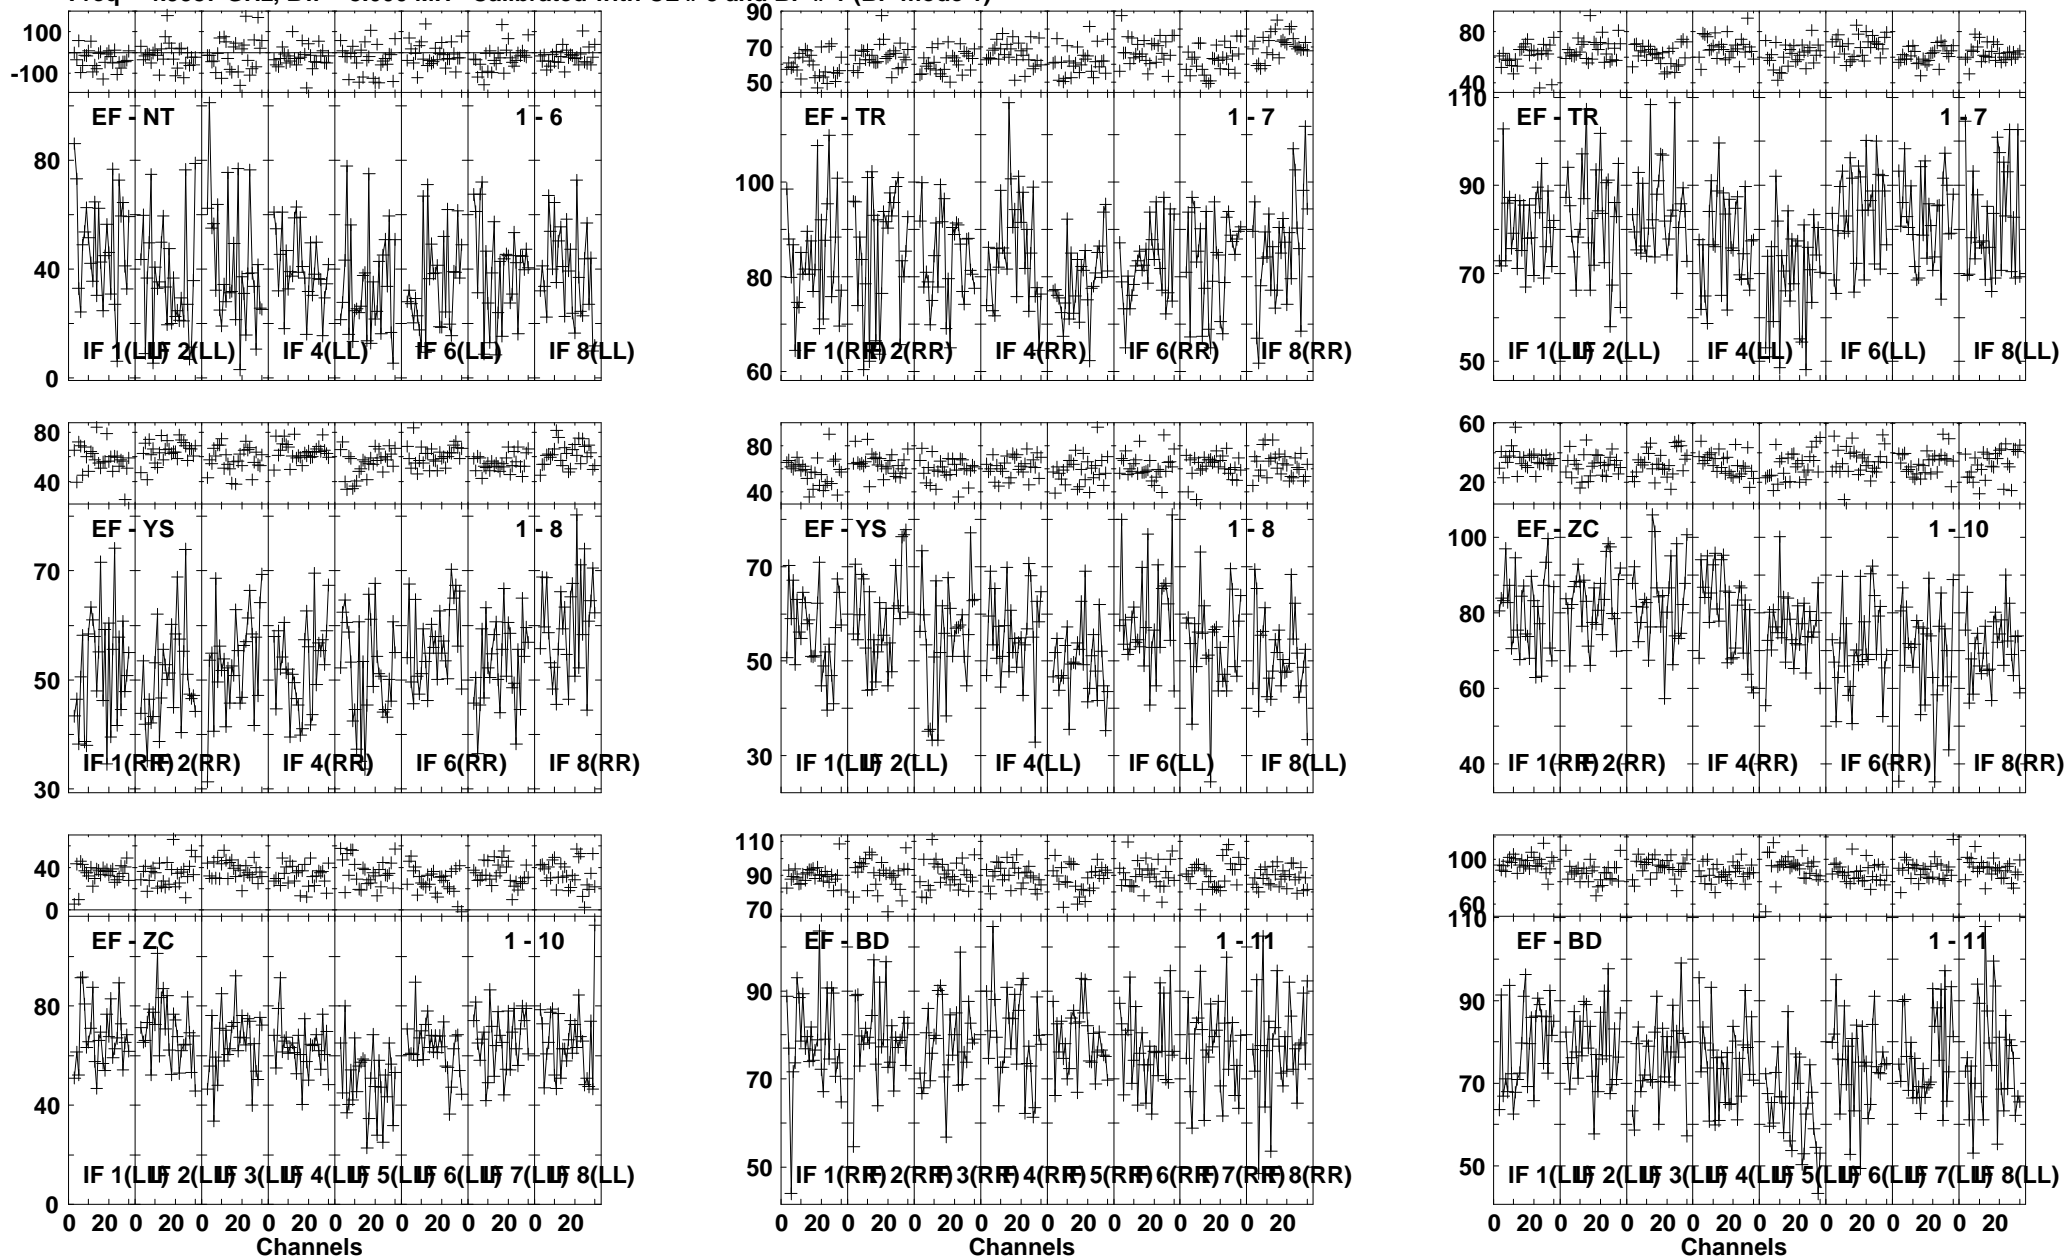 100
-100
EF - NT
1 - 6
80
40
0
IF 1(LL)
IF 2(LL)
IF 4(LL)
IF 6(LL)
IF 8(LL)
90
70
50
EF - TR
1 - 7
100
80
60
IF 1(RR)
IF 2(RR)
IF 4(RR)
IF 6(RR)
IF 8(RR)
80
40
110
EF - TR
1 - 7
90
70
50
IF 1(LL)
IF 2(LL)
IF 4(LL)
IF 6(LL)
IF 8(LL)
80
40
EF - YS
1 - 8
70
50
30
IF 1(RR)
IF 2(RR)
IF 4(RR)
IF 6(RR)
IF 8(RR)
80
40
EF - YS
1 - 8
70
50
30
IF 1(LL)
IF 2(LL)
IF 4(LL)
IF 6(LL)
IF 8(LL)
60
20
EF - ZC
1 - 10
100
80
60
40
IF 1(RR)
IF 2(RR)
IF 4(RR)
IF 6(RR)
IF 8(RR)
40
0
EF - ZC
1 - 10
80
40
0
IF 1(LL)
IF 2(LL)
IF 3(LL)
IF 4(LL)
IF 5(LL)
IF 6(LL)
IF 7(LL)
IF 8(LL)
0 20 0 20 0 20 0 20 0 20 0 20 0 20 0 20
Channels
110
90
70
EF - BD
1 - 11
90
70
50
IF 1(RR)
IF 2(RR)
IF 3(RR)
IF 4(RR)
IF 5(RR)
IF 6(RR)
IF 7(RR)
IF 8(RR)
0 20 0 20 0 20 0 20 0 20 0 20 0 20 0 20
Channels
100
60
110
EF - BD
1 - 11
90
70
50
IF 1(LL)
IF 2(LL)
IF 3(LL)
IF 4(LL)
IF 5(LL)
IF 6(LL)
IF 7(LL)
IF 8(LL)
0 20 0 20 0 20 0 20 0 20 0 20 0 20 0 20
Channels